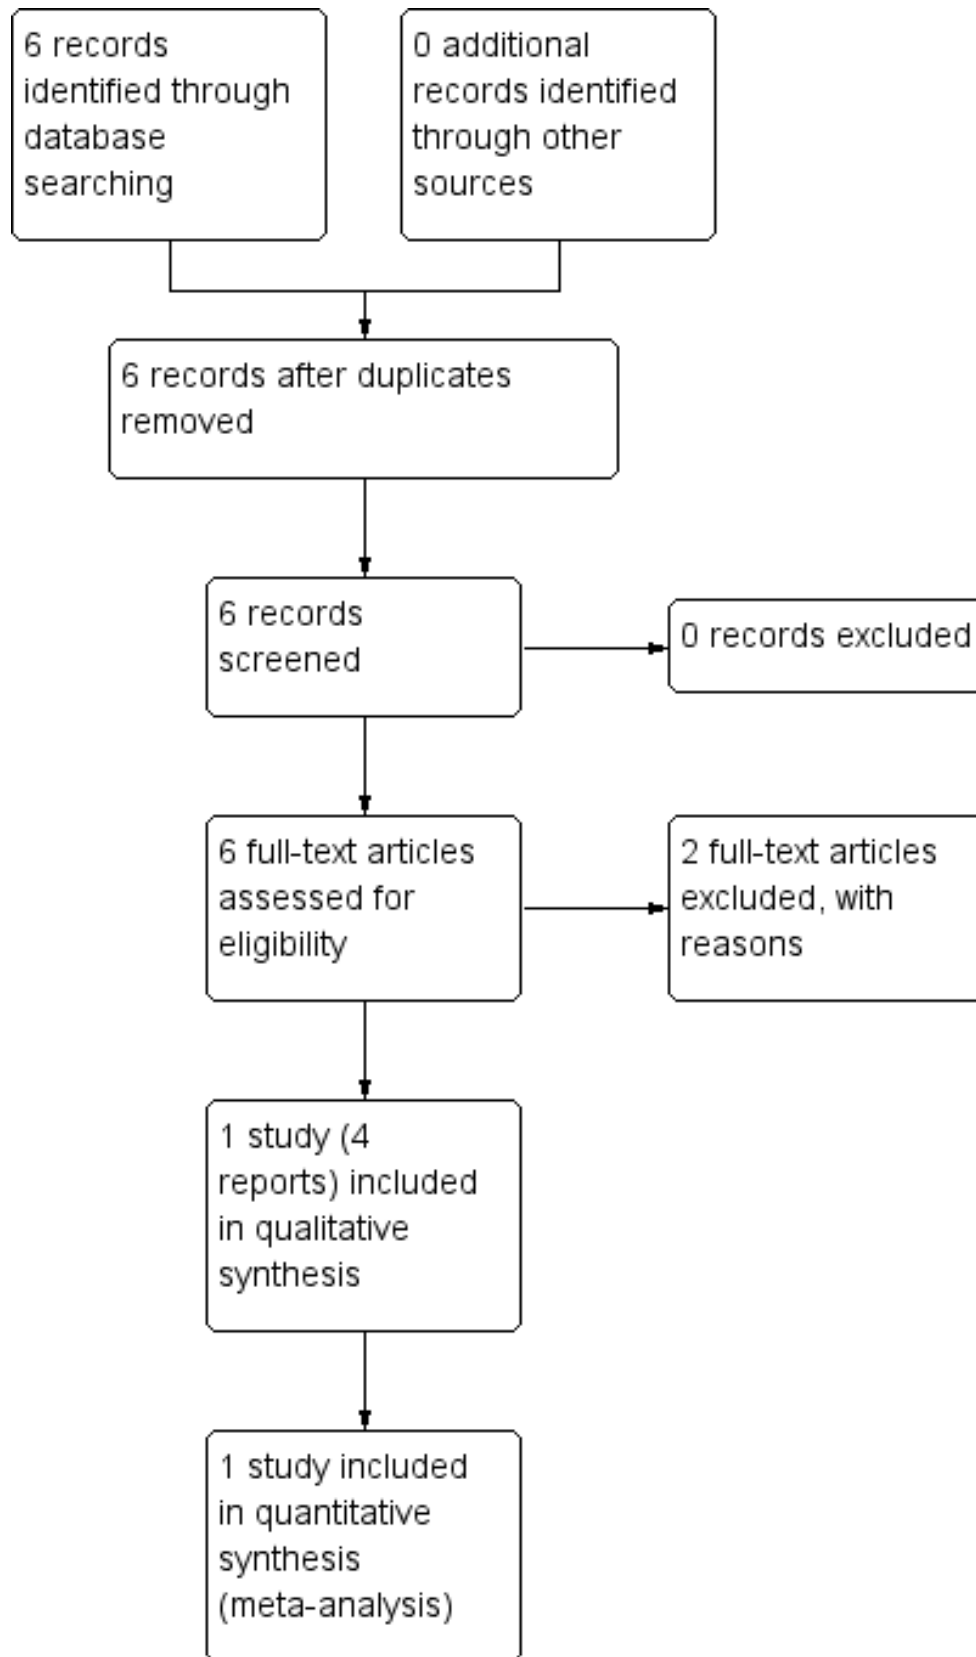 6 records
identified through
database
searching
0 additional
records identified
through other
sources
6 records after duplicates
removed
6 records
screened
0 records excluded
6 full-text articles
assessed for
eligibility
2 full-text articles
excluded, with
reasons
1 study (4
reports) included
in qualitative
synthesis
1 study included
in quantitative
synthesis
(meta-analysis)